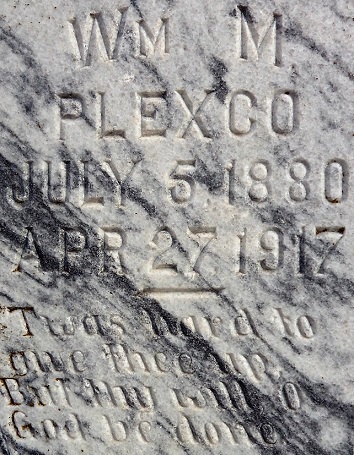 Wm M
PLEXCO
JULY 5, 1880
APR 27 1917
Twas hard to
give thee up,
But thy will O
God be done.